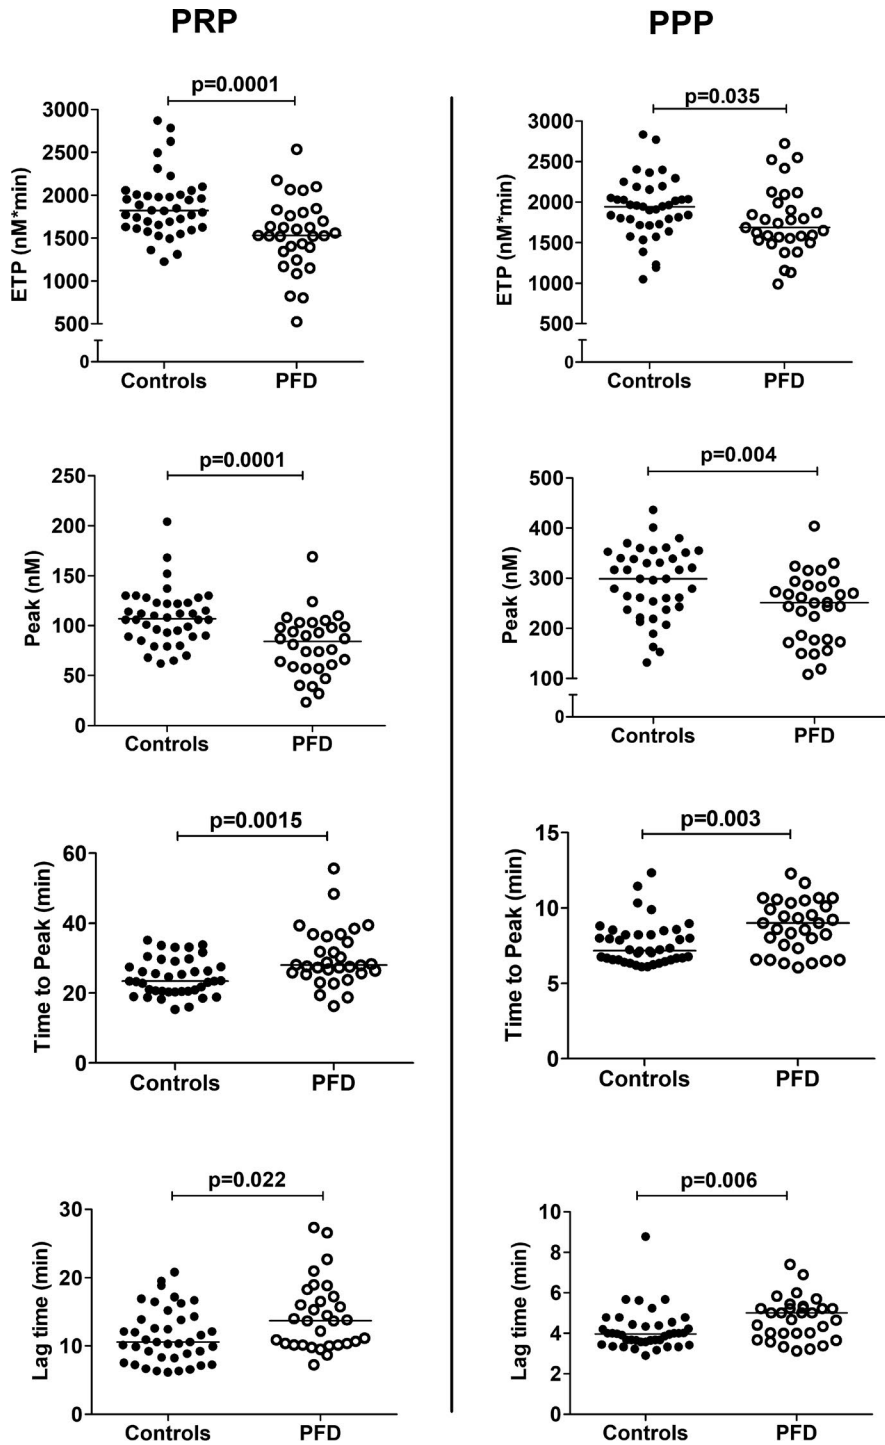 PRP
PPP
p=0.0001
ETP (nM*min)
3000
2500
2000
1500
1000
500
0
Controls PFD
p=0.035
ETP (nM*min)
3000
2500
2000
1500
1000
500
0
Controls PFD
p=0.0001
Peak (nM)
250
200
150
100
50
0
Controls PFD
p=0.004
Peak (nM)
500
400
300
200
100
0
Controls PFD
p=0.0015
Time to Peak (min)
60
40
20
0
Controls PFD
p=0.003
Time to Peak (min)
15
10
5
0
Controls PFD
p=0.022
Lag time (min)
30
20
10
0
Controls PFD
p=0.006
Lag time (min)
10
8
6
4
2
0
Controls PFD